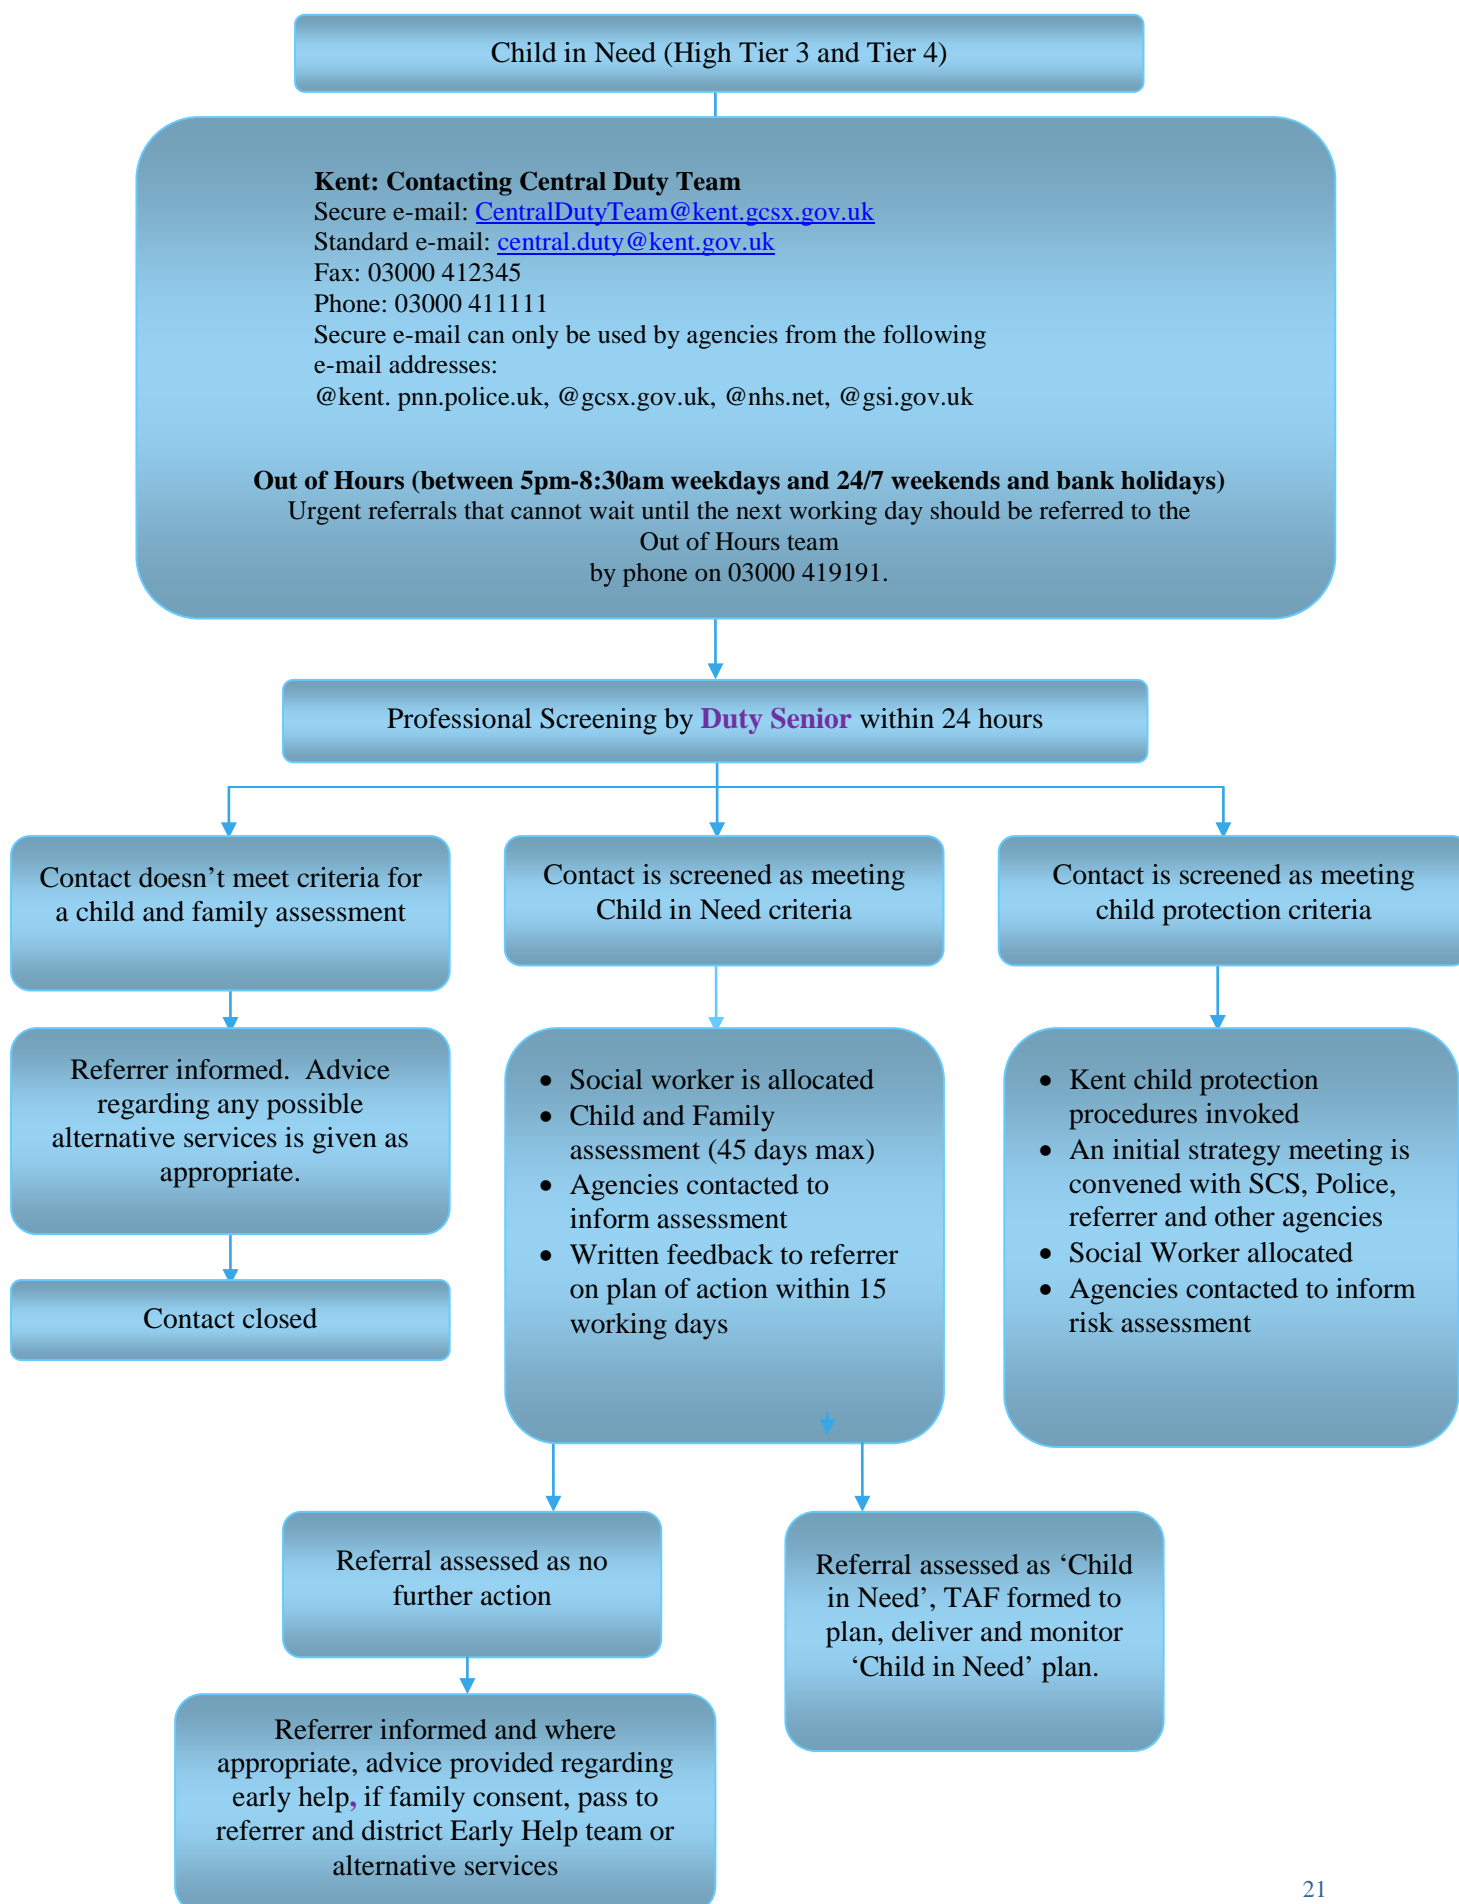 Child in Need (High Tier 3 and Tier 4)
Kent: Contacting Central Duty Team
Secure e-mail: CentralDutyTeam@kent.gcsx.gov.uk
Standard e-mail: central.duty@kent.gov.uk
Fax: 03000 412345
Phone: 03000 411111
Secure e-mail can only be used by agencies from the following
e-mail addresses:
@kent. pnn.police.uk, @gcsx.gov.uk, @nhs.net, @gsi.gov.uk
Out of Hours (between 5pm-8:30am weekdays and 24/7 weekends and bank holidays)
Urgent referrals that cannot wait until the next working day should be referred to the
Out of Hours team
by phone on 03000 419191.
Professional Screening by Duty Senior within 24 hours
Contact doesn’t meet criteria for
a child and family assessment
Contact is screened as meeting
Child in Need criteria
Contact is screened as meeting
child protection criteria
Referrer informed.  Advice
regarding any possible
alternative services is given as
appropriate.
Contact closed
• Social worker is allocated
• Child and Family
assessment (45 days max)
• Agencies contacted to
inform assessment
• Written feedback to referrer
on plan of action within 15
working days
• Kent child protection
procedures invoked
• An initial strategy meeting is
convened with SCS, Police,
referrer and other agencies
• Social Worker allocated
• Agencies contacted to inform
risk assessment
Referral assessed as no
further action
Referral assessed as ‘Child
in Need’, TAF formed to
plan, deliver and monitor
‘Child in Need’ plan.
Referrer informed and where
appropriate, advice provided regarding
early help, if family consent, pass to
referrer and district Early Help team or
alternative services
21